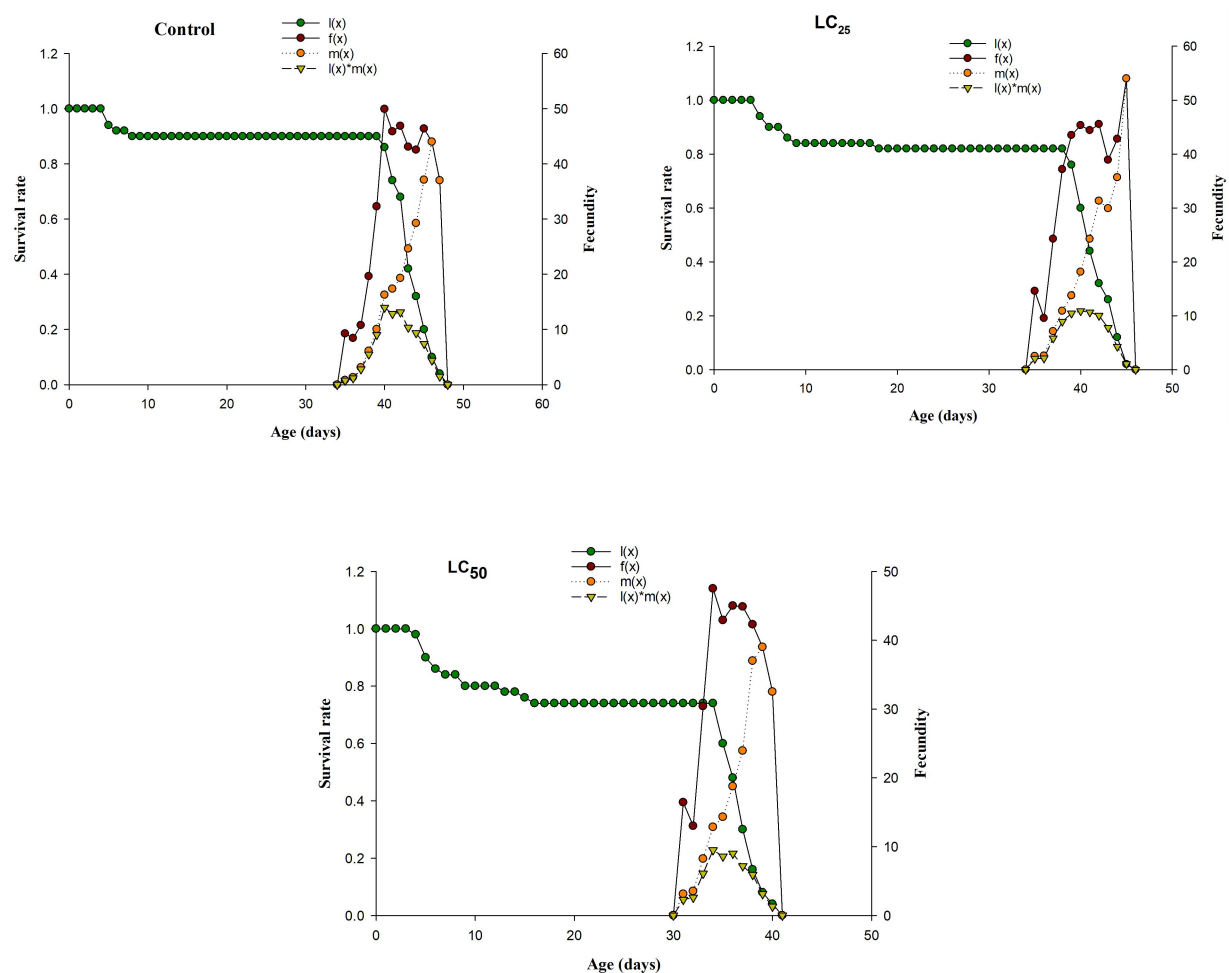 Control
l(x)
f(x)
m(x)
l(x)*m(x)
1.2
1.0
0.8
0.6
0.4
0.2
0.0
Survival rate
60
50
40
30
20
10
0
Fecundity
0 10 20 30 40 50 60
Age (days)
LC25
l(x)
f(x)
m(x)
l(x)*m(x)
1.2
1.0
0.8
0.6
0.4
0.2
0.0
Survival rate
60
50
40
30
20
10
0
Fecundity
0 10 20 30 40 50
Age (days)
LC50
l(x)
f(x)
m(x)
l(x)*m(x)
1.2
1.0
0.8
0.6
0.4
0.2
0.0
Survival rate
50
40
30
20
10
0
Fecundity
0 10 20 30 40 50
Age (days)